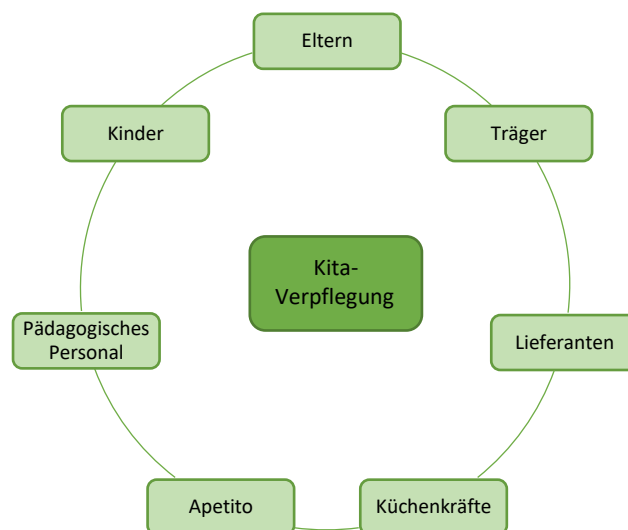 Eltern
Kinder
Träger
Kita-
Verpflegung
Pädagogisches
Personal
Lieferanten
Apetito
Küchenkräfte